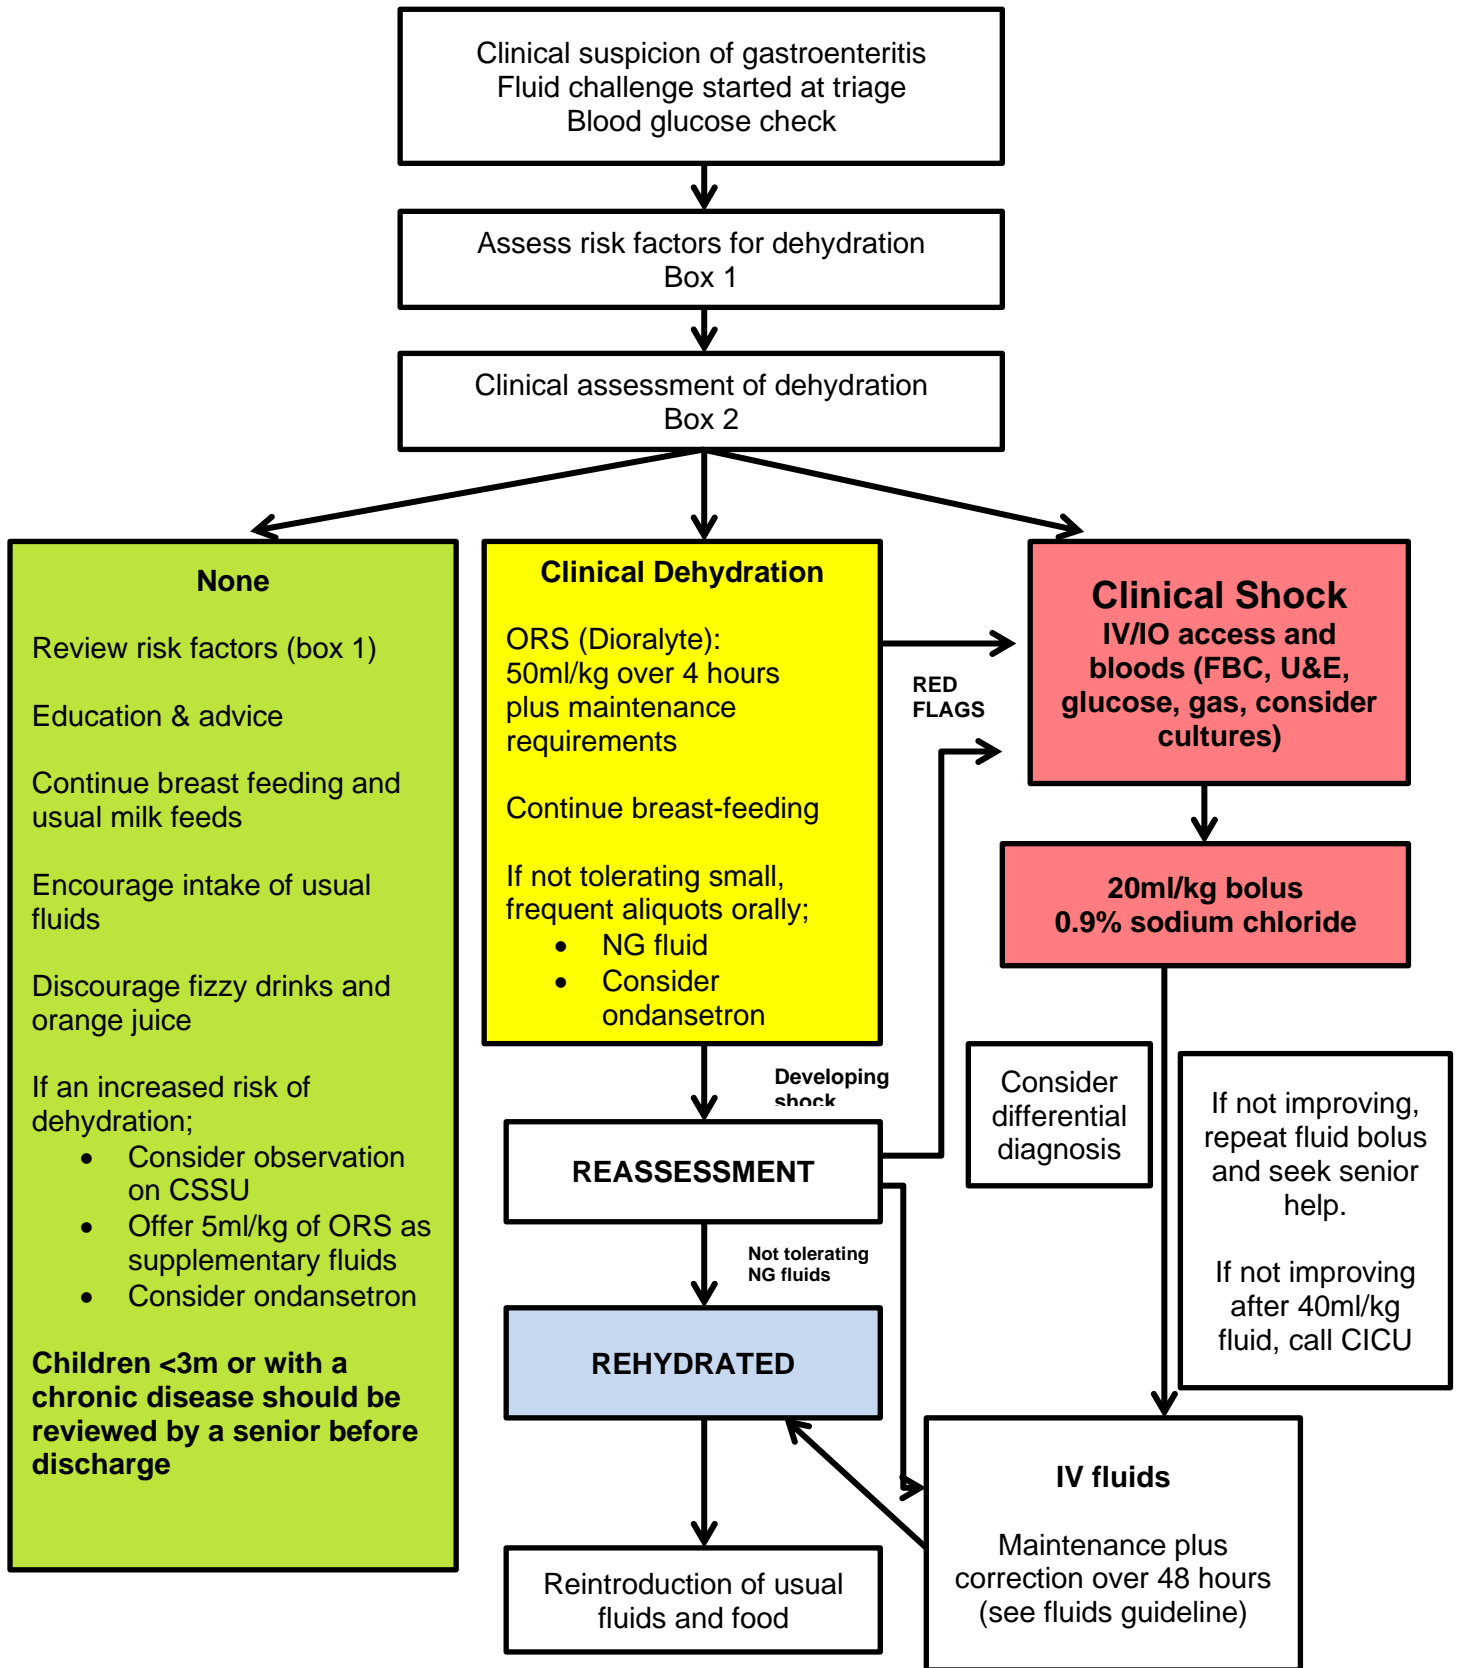 Clinical suspicion of gastroenteritis
Fluid challenge started at triage
Blood glucose check
Assess risk factors for dehydration
Box 1
Clinical assessment of dehydration
Box 2
None
Review risk factors (box 1)
Education & advice
Continue breast feeding and
usual milk feeds
Encourage intake of usual
fluids
Discourage fizzy drinks and
orange juice
If an increased risk of
dehydration;
• Consider observation
on CSSU
• Offer 5ml/kg of ORS as
supplementary fluids
• Consider ondansetron
Children <3m or with a
chronic disease should be
reviewed by a senior before
discharge
Clinical Dehydration
ORS (Dioralyte):
50ml/kg over 4 hours
plus maintenance
requirements
Continue breast-feeding
If not tolerating small,
frequent aliquots orally;
• NG fluid
• Consider
ondansetron
RED
FLAGS
Clinical Shock
IV/IO access and
bloods (FBC, U&E,
glucose, gas, consider
cultures)
20ml/kg bolus
0.9% sodium chloride
Developing
shock
REASSESSMENT
Consider
differential
diagnosis
If not improving,
repeat fluid bolus
and seek senior
help.
If not improving
after 40ml/kg
fluid, call CICU
Not tolerating
NG fluids
REHYDRATED
IV fluids
Maintenance plus
correction over 48 hours
(see fluids guideline)
Reintroduction of usual
fluids and food